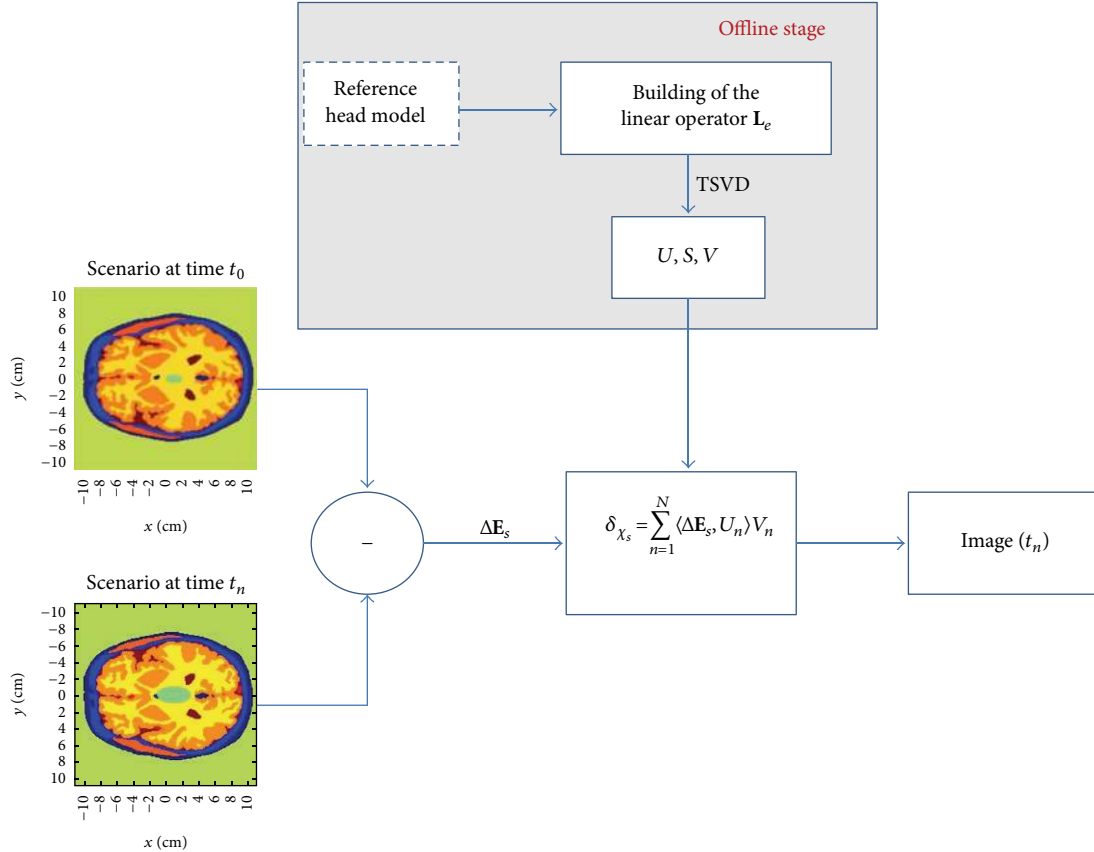 Offline stage
Reference
head model
Building of the
linear operator L_e
TSVD
U, S, V
Scenario at time t_0
10
8
6
4
2
0
−2
−4
−6
−8
−10
y (cm)
−10
−8
−6
−4
−2
0
2
4
6
8
10
x (cm)
−
ΔE_s
δ_{χ_s} = \sum_{n=1}^{N} ⟨ΔE_s, U_n⟩V_n
Image (t_n)
Scenario at time t_n
−10
−8
−6
−4
−2
0
2
4
6
8
10
y (cm)
−10
−8
−6
−4
−2
0
2
4
6
8
10
x (cm)